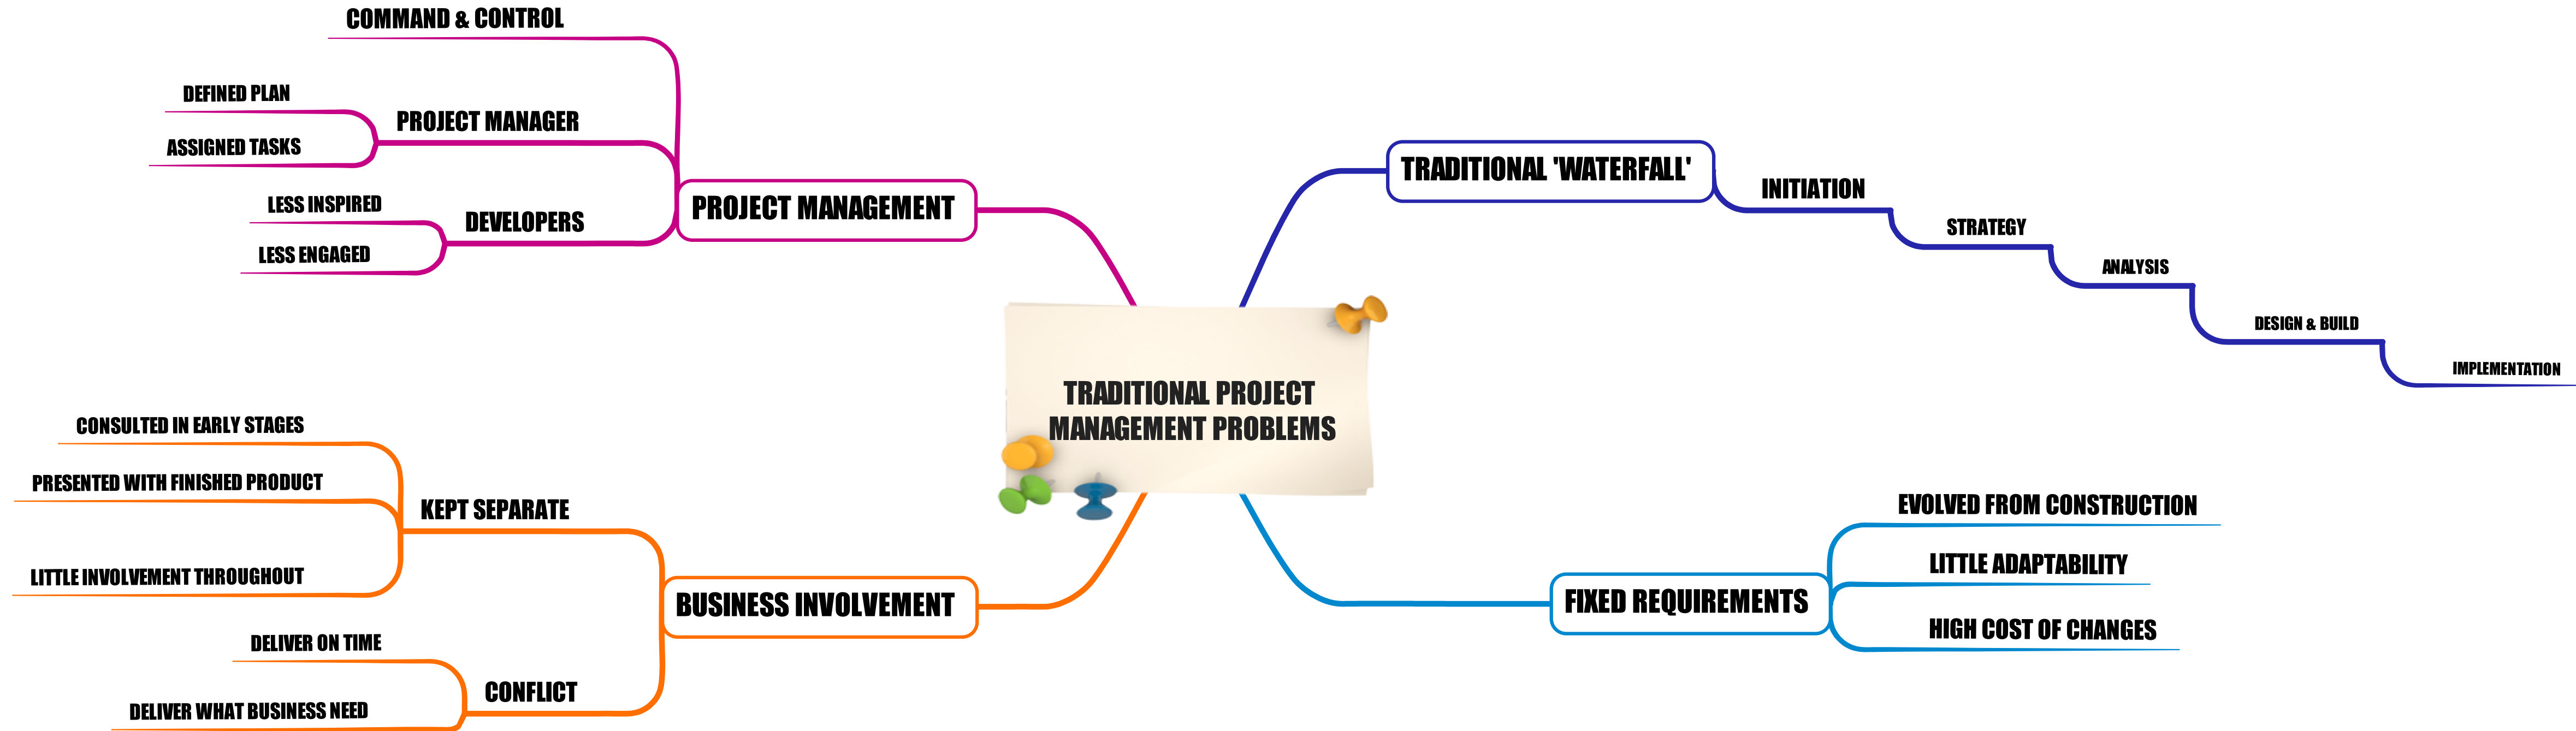 TRADITIONAL PROJECT
MANAGEMENT PROBLEMS
TRADITIONAL 'WATERFALL'
INITIATION
STRATEGY
ANALYSIS
DESIGN & BUILD
IMPLEMENTATION
FIXED REQUIREMENTS
EVOLVED FROM CONSTRUCTION
LITTLE ADAPTABILITY
HIGH COST OF CHANGES
BUSINESS INVOLVEMENT
KEPT SEPARATE
CONSULTED IN EARLY STAGES
PRESENTED WITH FINISHED PRODUCT
LITTLE INVOLVEMENT THROUGHOUT
CONFLICT
DELIVER ON TIME
DELIVER WHAT BUSINESS NEED
PROJECT MANAGEMENT
COMMAND & CONTROL
PROJECT MANAGER
DEFINED PLAN
ASSIGNED TASKS
DEVELOPERS
LESS INSPIRED
LESS ENGAGED